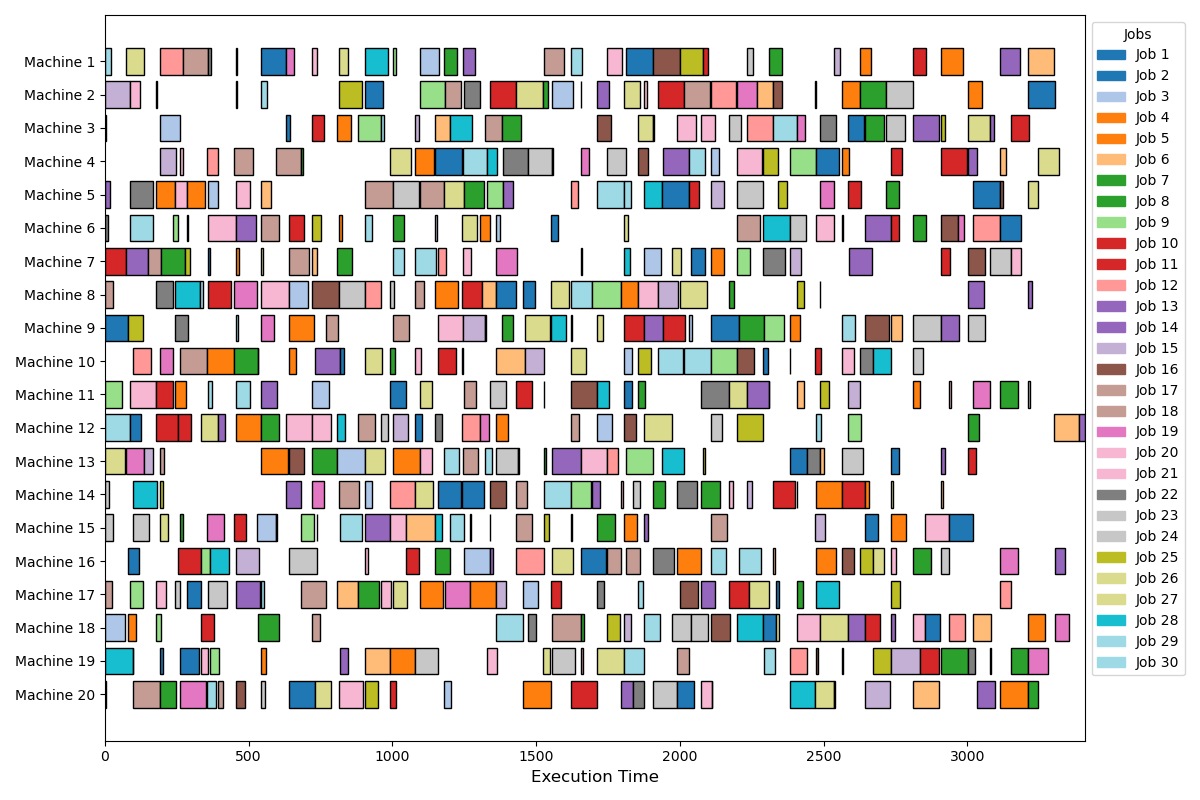 Machine 1
Machine 2
Machine 3
Machine 4
Machine 5
Machine 6
Machine 7
Machine 8
Machine 9
Machine 10
Machine 11
Machine 12
Machine 13
Machine 14
Machine 15
Machine 16
Machine 17
Machine 18
Machine 19
Machine 20
0 500 1000 1500 2000 2500 3000
Execution Time
Jobs
Job 1
Job 2
Job 3
Job 4
Job 5
Job 6
Job 7
Job 8
Job 9
Job 10
Job 11
Job 12
Job 13
Job 14
Job 15
Job 16
Job 17
Job 18
Job 19
Job 20
Job 21
Job 22
Job 23
Job 24
Job 25
Job 26
Job 27
Job 28
Job 29
Job 30